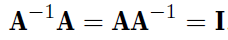 A⁻¹A = AA⁻¹ = I